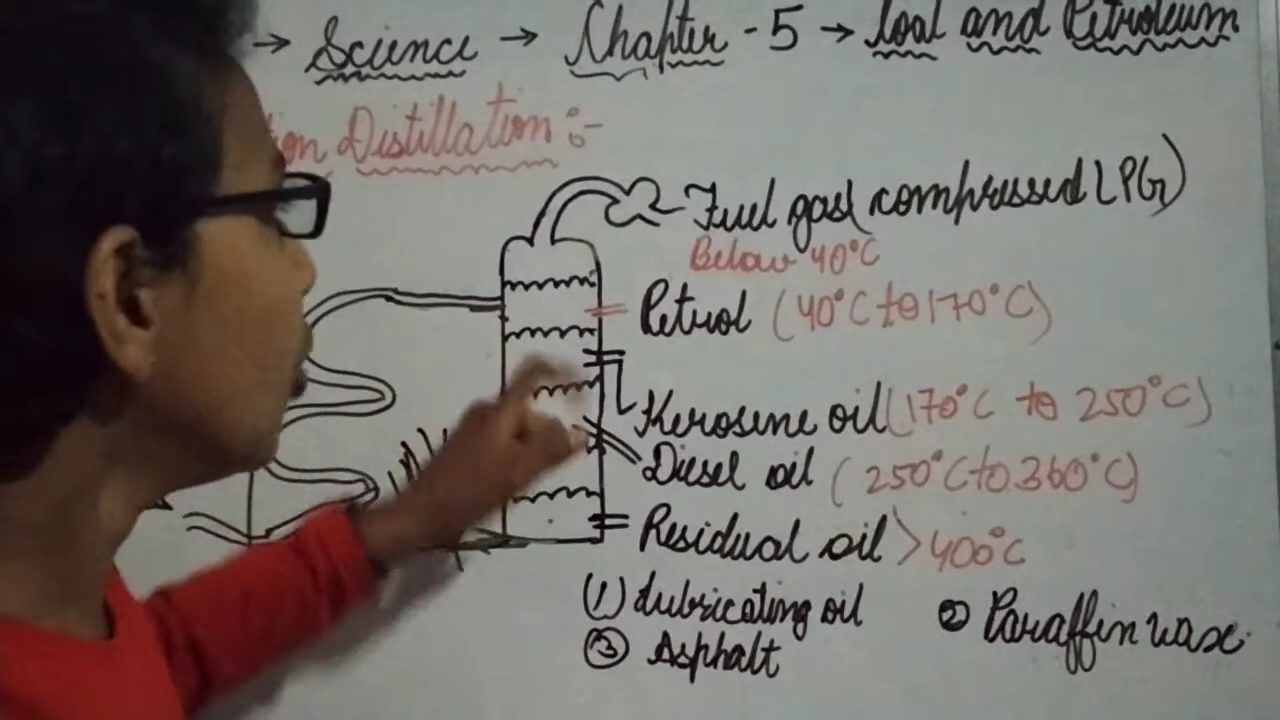 → Science → Chapter - 5 → Coal and Petroleum
Distillation :-
Fuel gas compressed LPG)
Below 40°C
Petrol (40°C to 170°C)
Kerosene oil (170°C to 250°C)
Diesel oil (250°C to 360°C)
Residual oil > 400°C
(1) Lubricating oil ② Paraffin wax.
③ Asphalt